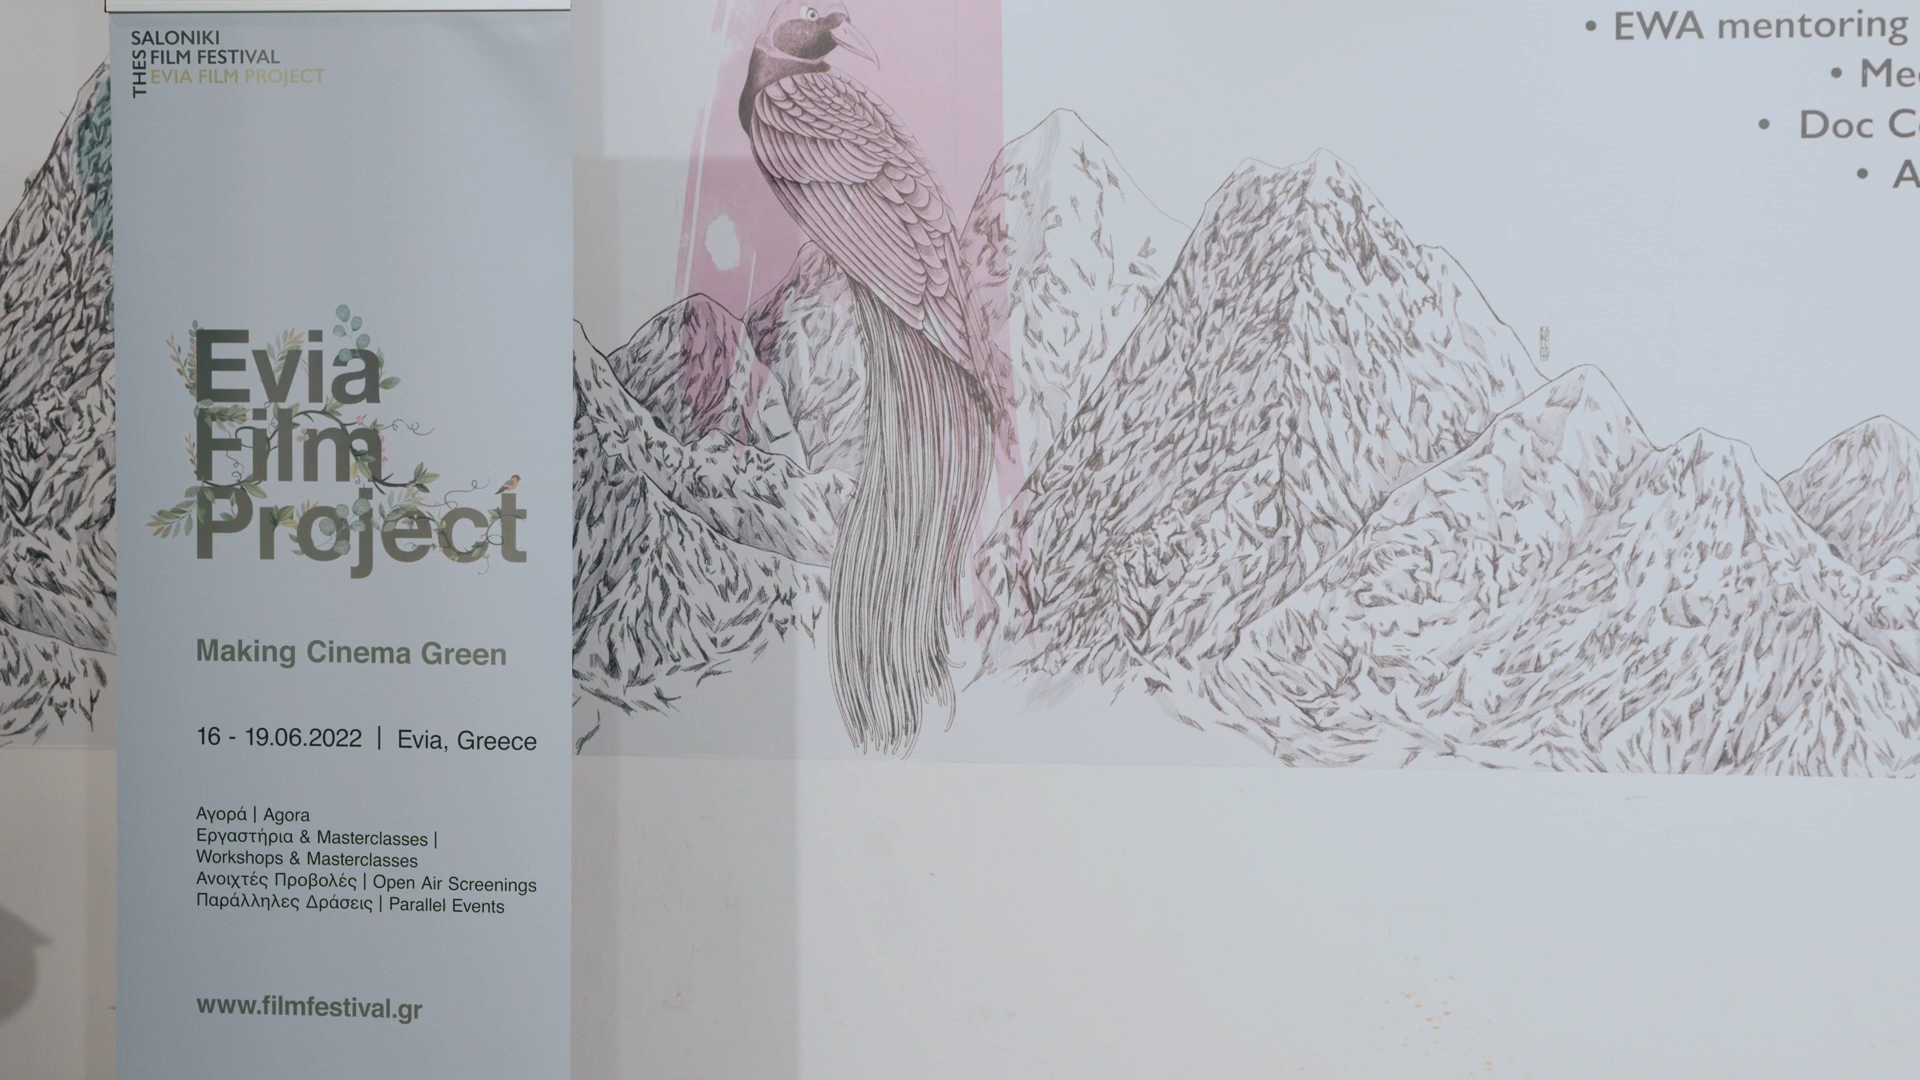 THES
SALONIKI
FILM FESTIVAL
EVIA FILM PROJECT
Evia
Film
Project
Making Cinema Green
16 - 19.06.2022 | Evia, Greece
Αγορά | Agora
Εργαστήρια & Masterclasses |
Workshops & Masterclasses
Ανοιχτές Προβολές | Open Air Screenings
Παράλληλες Δράσεις | Parallel Events
www.filmfestival.gr
• EWA mentoring
•
• Doc
•